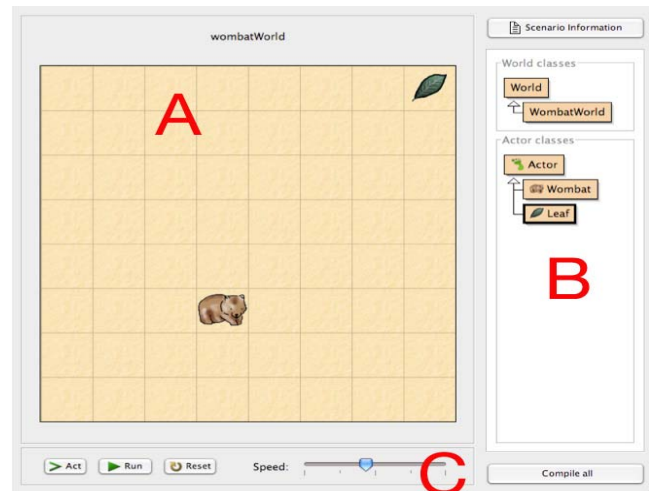 wombatWorld
A
Scenario Information
World classes
World
WombatWorld
Actor classes
Actor
Wombat
Leaf
B
Act Run Reset Speed: C
Compile all